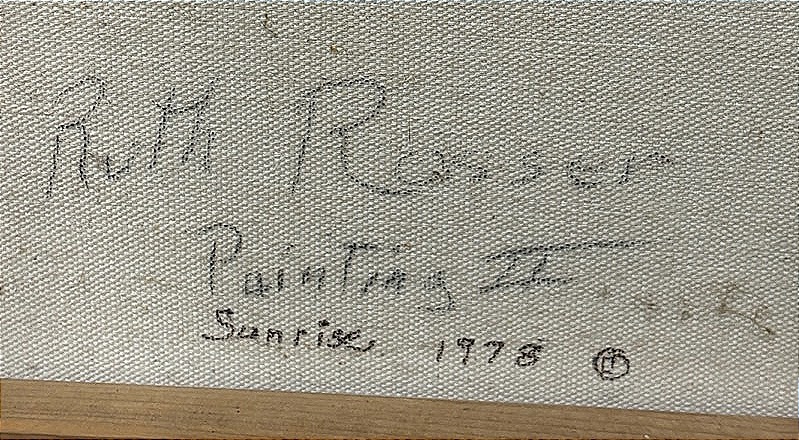 Ruth Rosser
Painting II
Sunrise 1978